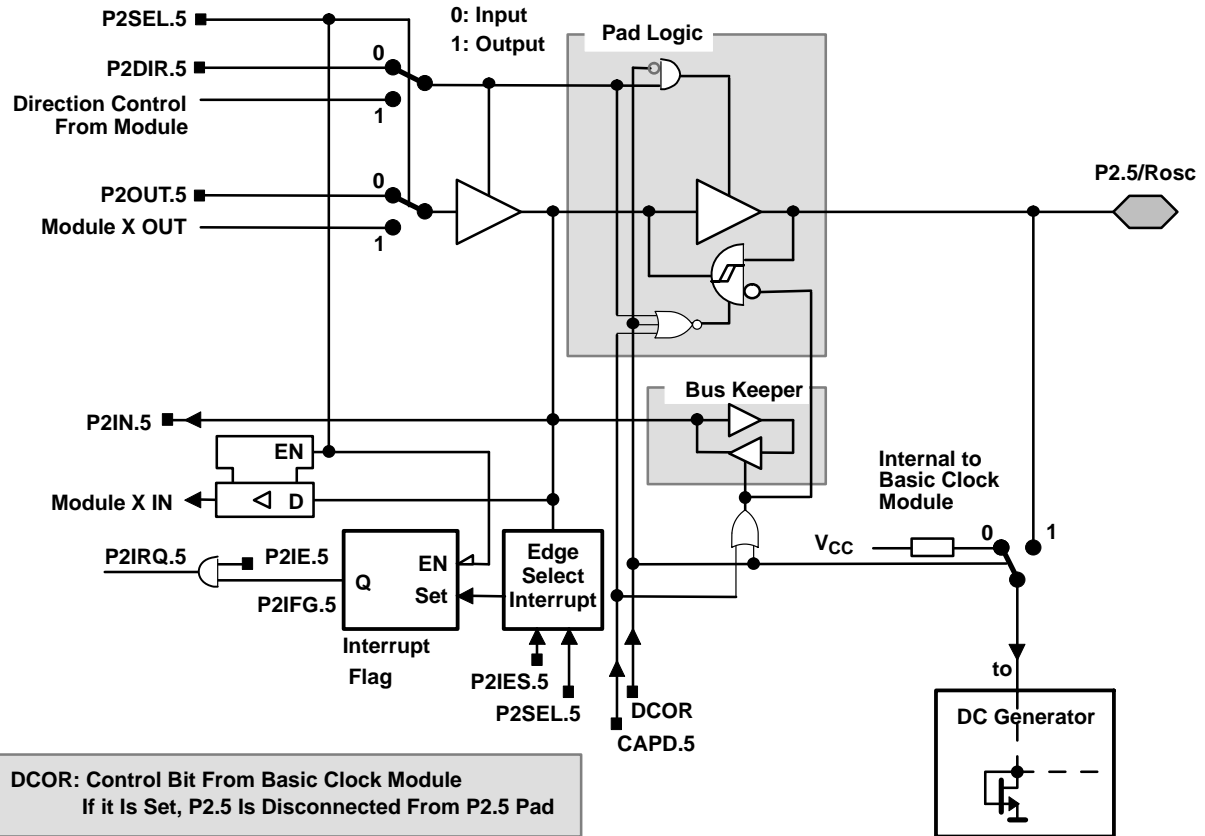 P2SEL.5
0: Input
1: Output
Pad Logic
P2DIR.5
0
Direction Control
From Module
1
P2OUT.5
0
Module X OUT
1
P2.5/Rosc
Bus Keeper
P2IN.5
EN
Module X IN
D
Internal to
Basic Clock
Module
VCC
0
1
P2IRQ.5
P2IE.5
P2IFG.5
Q
EN
Set
Interrupt
Flag
Edge
Select
Interrupt
P2IES.5
P2SEL.5
DCOR
CAPD.5
to
DC Generator
DCOR: Control Bit From Basic Clock Module
If it Is Set, P2.5 Is Disconnected From P2.5 Pad